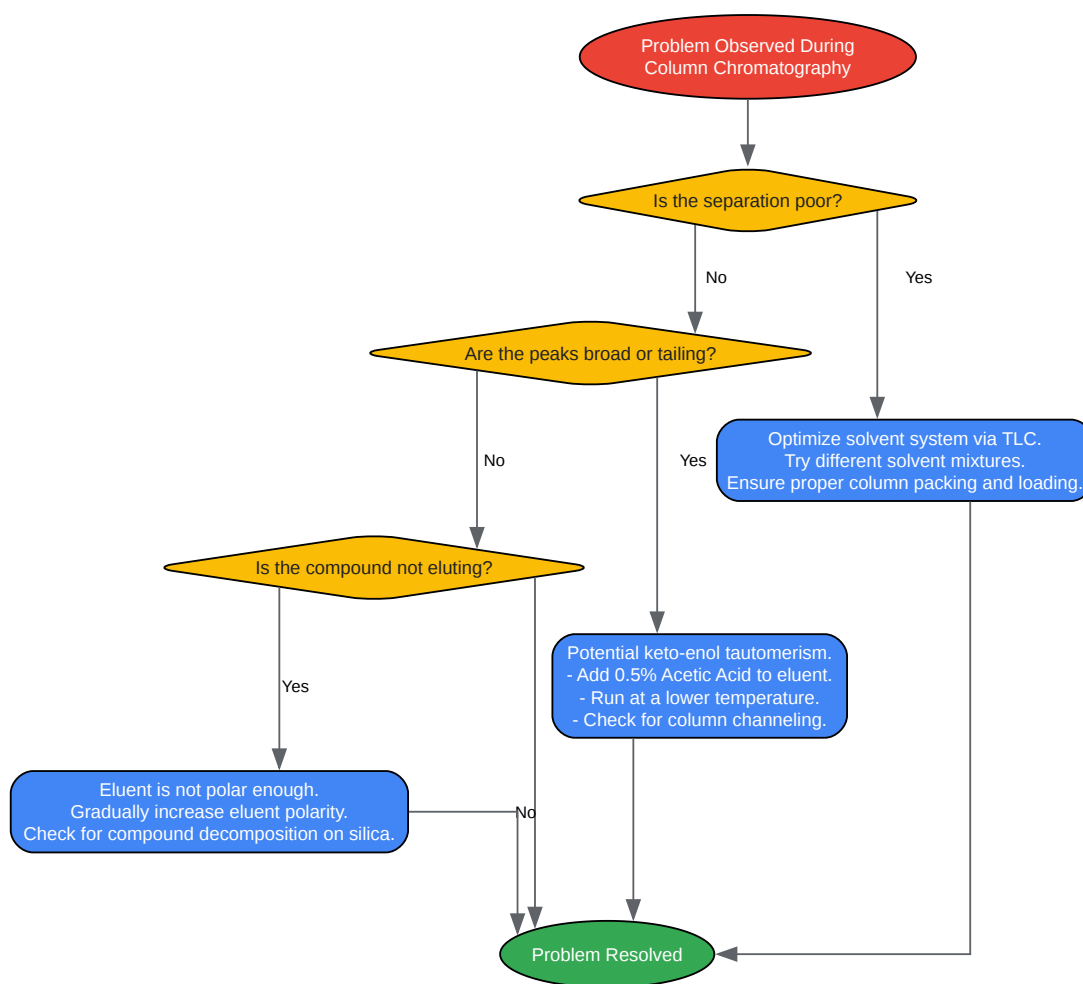 Problem Observed During
Column Chromatography
Is the separation poor?
No
Yes
Are the peaks broad or tailing?
Optimize solvent system via TLC.
Try different solvent mixtures.
Ensure proper column packing and loading.
No
Yes
Is the compound not eluting?
Potential keto-enol tautomerism.
- Add 0.5% Acetic Acid to eluent.
- Run at a lower temperature.
- Check for column channeling.
Yes
Eluent is not polar enough.
Gradually increase eluent polarity.
Check for compound decomposition on silica.
No
Problem Resolved